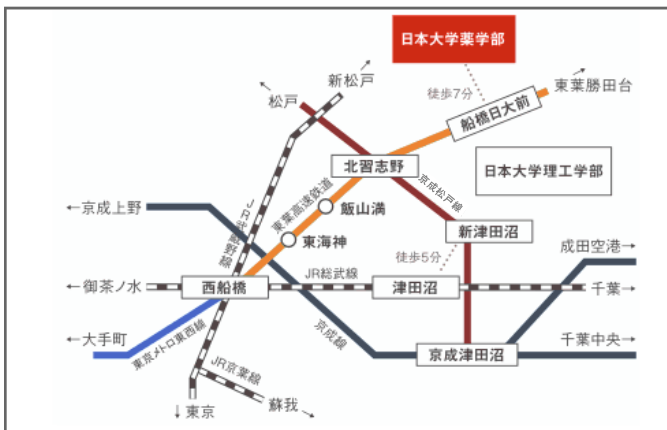 日本大学薬学部
新松戸
松戸
徒歩7分
東葉勝田台
船橋日大前
北習志野
日本大学理工学部
東葉高速鉄道
京成松戸線
JR武蔵野線
飯山満
←京成上野
新津田沼
東海神
徒歩5分
成田空港→
JR総武線
←御茶ノ水
西船橋
津田沼
千葉→
←大手町
東京メトロ東西線
京成線
京成津田沼
千葉中央→
JR京葉線
↓東京
蘇我